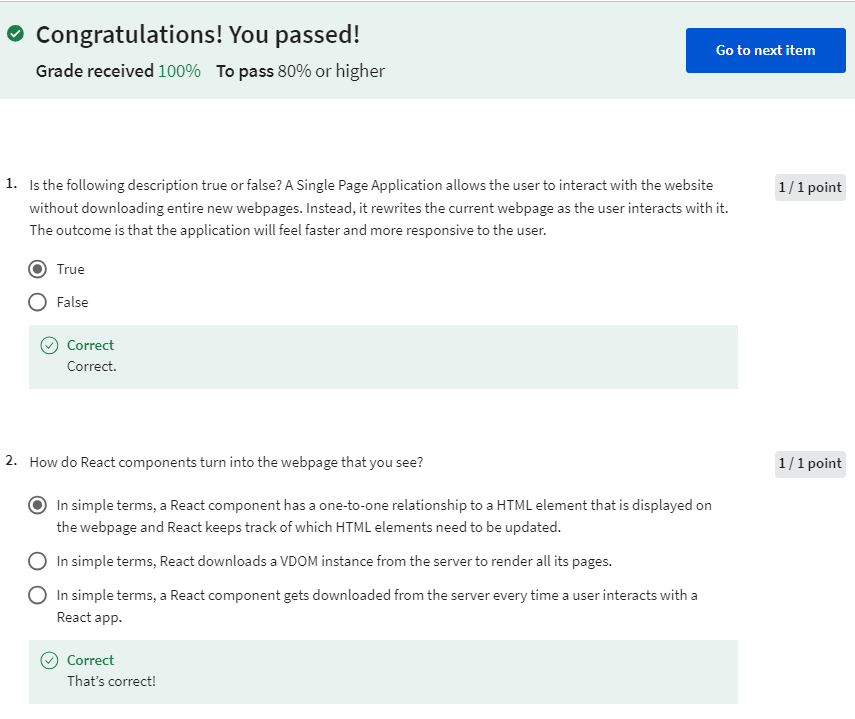 Congratulations! You passed!
Go to next item
Grade received 100% To pass 80% or higher
1. Is the following description true or false? A Single Page Application allows the user to interact with the website
1 / 1 point
without downloading entire new webpages. Instead, it rewrites the current webpage as the user interacts with it.
The outcome is that the application will feel faster and more responsive to the user.
True
False
Correct
Correct.
2. How do React components turn into the webpage that you see?
1 / 1 point
In simple terms, a React component has a one-to-one relationship to a HTML element that is displayed on
the webpage and React keeps track of which HTML elements need to be updated.
In simple terms, React downloads a VDOM instance from the server to render all its pages.
In simple terms, a React component gets downloaded from the server every time a user interacts with a
React app.
Correct
That's correct!